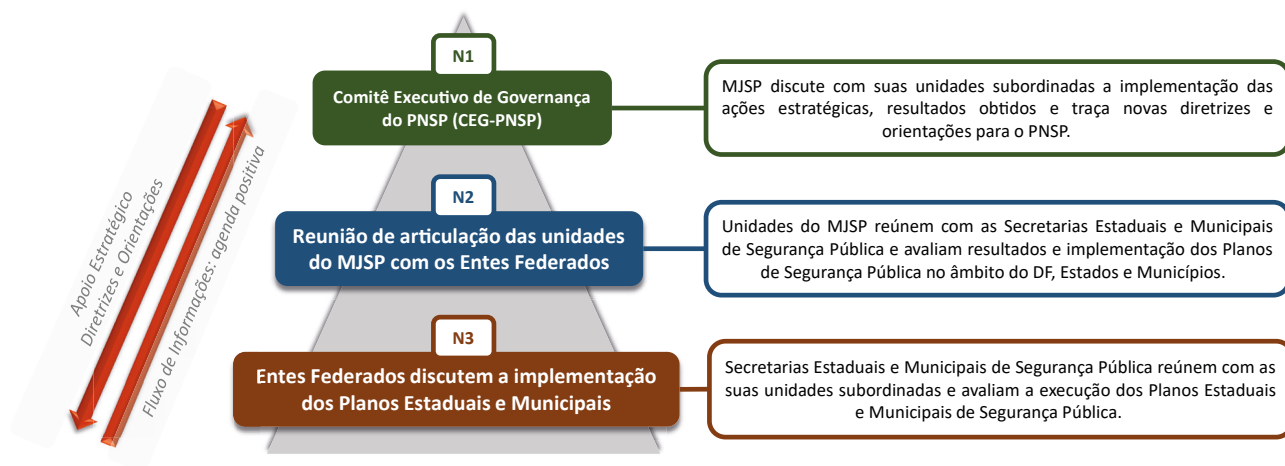 N1
Comitê Executivo de Governança
do PNSP (CEG-PNSP)
MJSP discute com suas unidades subordinadas a implementação das
ações estratégicas, resultados obtidos e traça novas diretrizes e
orientações para o PNSP.
N2
Reunião de articulação das unidades
do MJSP com os Entes Federados
Unidades do MJSP reúnem com as Secretarias Estaduais e Municipais
de Segurança Pública e avaliam resultados e implementação dos Planos
de Segurança Pública no âmbito do DF, Estados e Municípios.
N3
Entes Federados discutem a implementação
dos Planos Estaduais e Municipais
Secretarias Estaduais e Municipais de Segurança Pública reúnem com as
suas unidades subordinadas e avaliam a execução dos Planos Estaduais
e Municipais de Segurança Pública.
Apoio Estratégico
Diretrizes e Orientações
Fluxo de Informações: agenda positiva